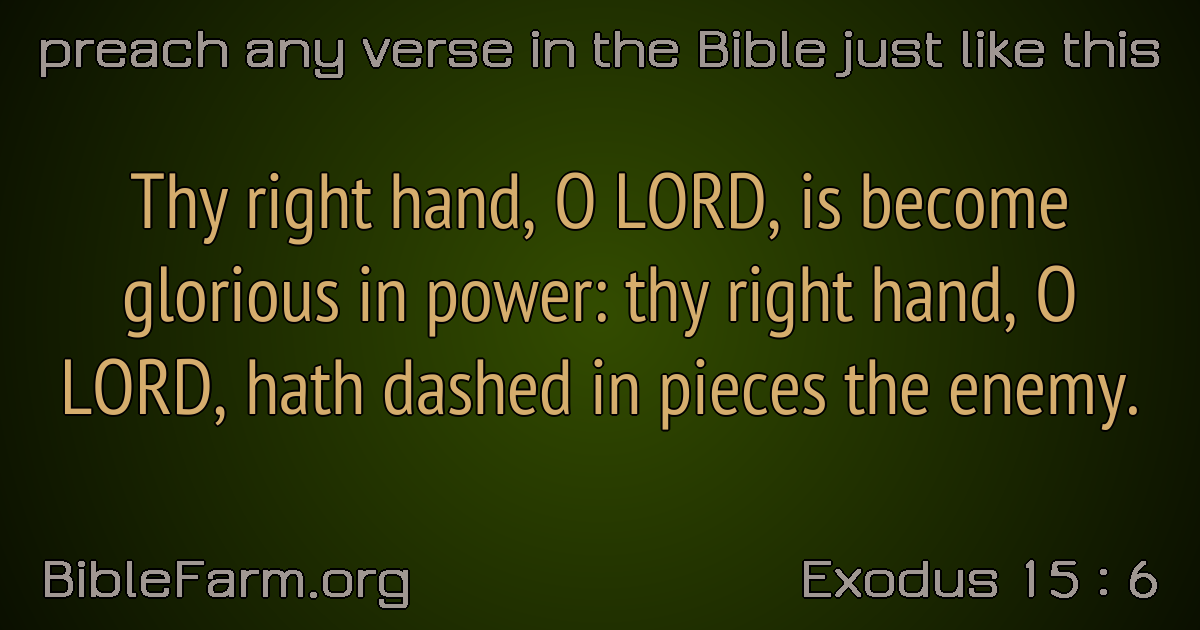 preach any verse in the Bible just like this
Thy right hand, O LORD, is become
glorious in power: thy right hand, O
LORD, hath dashed in pieces the enemy.
BibleFarm.org
Exodus 15 : 6